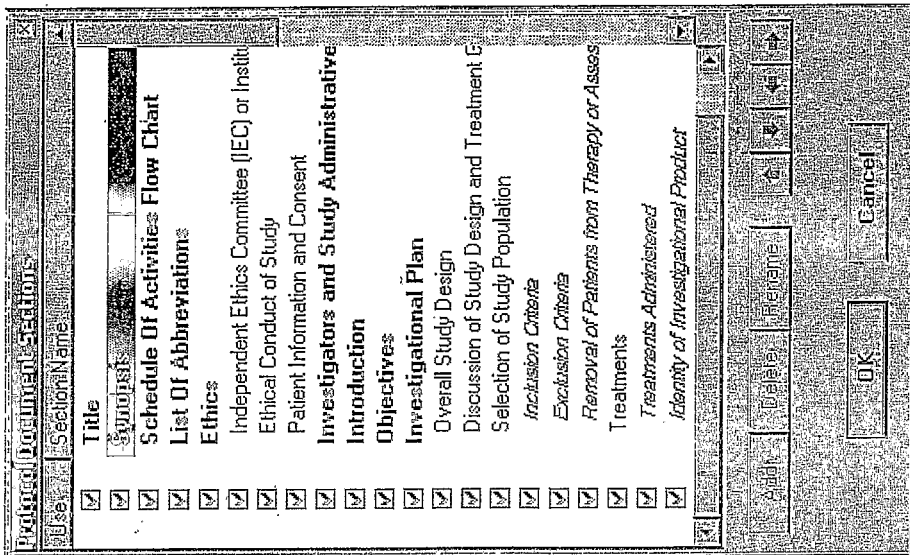 Protocol Document Sections
Use Section Name
Title
Synopsis
Schedule Of Activities Flow Chart
List Of Abbreviations
Ethics
Independent Ethics Committee (IEC) or Institu
Ethical Conduct of Study
Patient Information and Consent
Investigators and Study Administrative
Introduction
Objectives
Investigational Plan
Overall Study Design
Discussion of Study Design and Treatment G
Selection of Study Population
Inclusion Criteria
Exclusion Criteria
Removal of Patients from Therapy or Asses
Treatments
Treatments Administered
Identity of Investigational Product
Add Delete Rename
OK Cancel